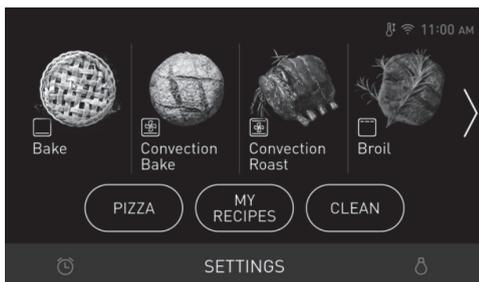 11:00 AM
Bake
Convection
Bake
Convection
Roast
Broil
PIZZA
MY
RECIPES
CLEAN
SETTINGS